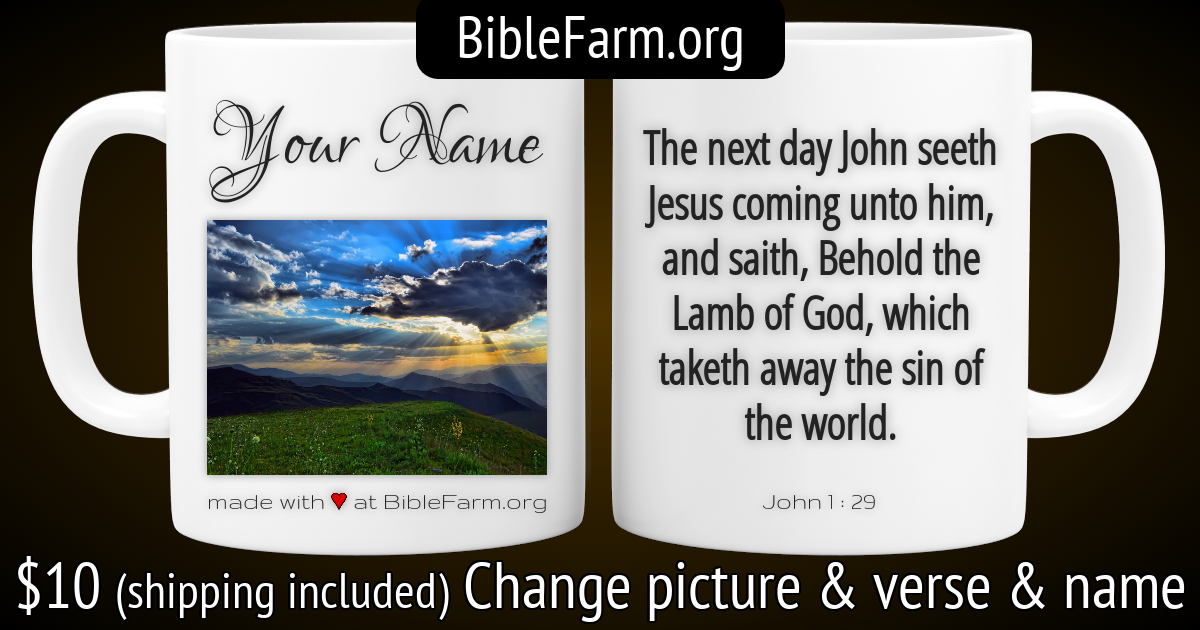 BibleFarm.org
Your Name
made with ♥ at BibleFarm.org
The next day John seeth
Jesus coming unto him,
and saith, Behold the
Lamb of God, which
taketh away the sin of
the world.
John 1 : 29
$10 (shipping included) Change picture & verse & name